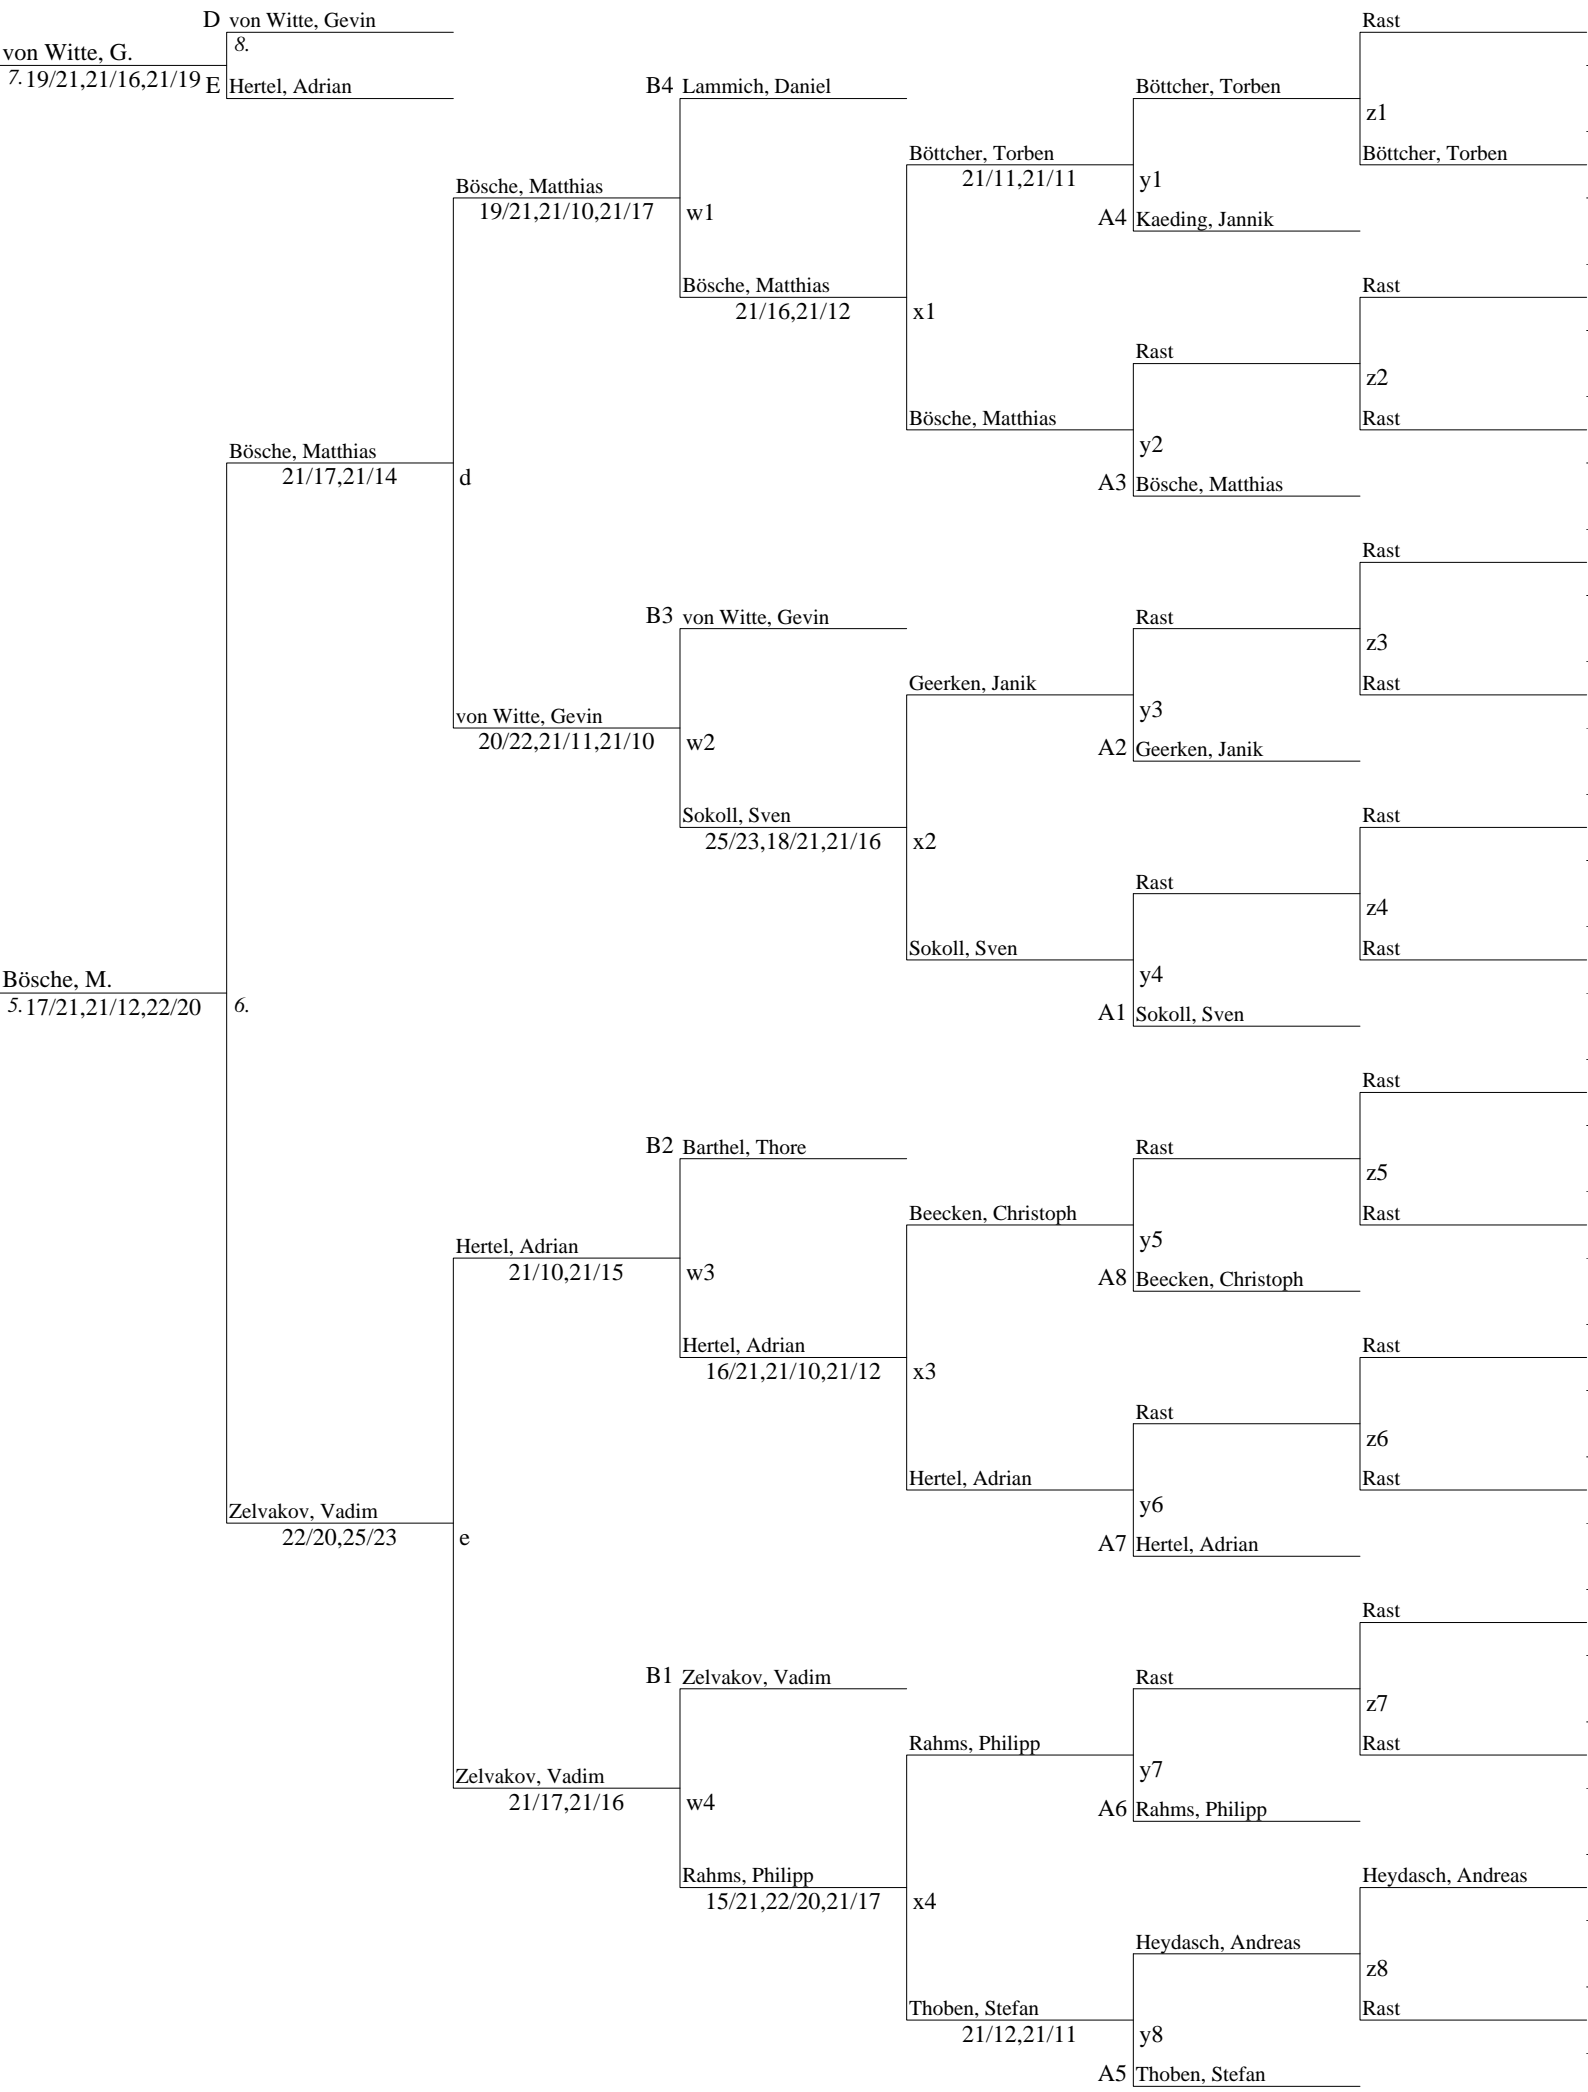 D von Witte, Gevin Rast
8.
von Witte, G.
7. 19/21,21/16,21/19 E Hertel, Adrian B4 Lammich, Daniel Böttcher, Torben
z1
Böttcher, Torben Böttcher, Torben
21/11,21/11 y1
Bösche, Matthias
19/21,21/10,21/17 w1 A4 Kaeding, Jannik
Bösche, Matthias Rast
21/16,21/12 x1
Rast
z2
Bösche, Matthias Rast
Bösche, Matthias y2
21/17,21/14 d A3 Bösche, Matthias
Rast
B3 von Witte, Gevin Rast
z3
Geerken, Janik Rast
von Witte, Gevin y3
20/22,21/11,21/10 w2 A2 Geerken, Janik
Sokoll, Sven Rast
25/23,18/21,21/16 x2
Rast
z4
Sokoll, Sven Rast
Bösche, M. y4
5. 17/21,21/12,22/20 6. A1 Sokoll, Sven
Rast
B2 Barthel, Thore Rast
z5
Beecken, Christoph Rast
Hertel, Adrian y5
21/10,21/15 w3 A8 Beecken, Christoph
Hertel, Adrian Rast
16/21,21/10,21/12 x3
Rast
z6
Hertel, Adrian Rast
Zelvakov, Vadim y6
22/20,25/23 e A7 Hertel, Adrian
Rast
B1 Zelvakov, Vadim Rast
z7
Rahms, Philipp Rast
Zelvakov, Vadim y7
21/17,21/16 w4 A6 Rahms, Philipp
Rahms, Philipp Heydasch, Andreas
15/21,22/20,21/17 x4
Heydasch, Andreas
z8
Thoben, Stefan Rast
21/12,21/11 y8
A5 Thoben, Stefan